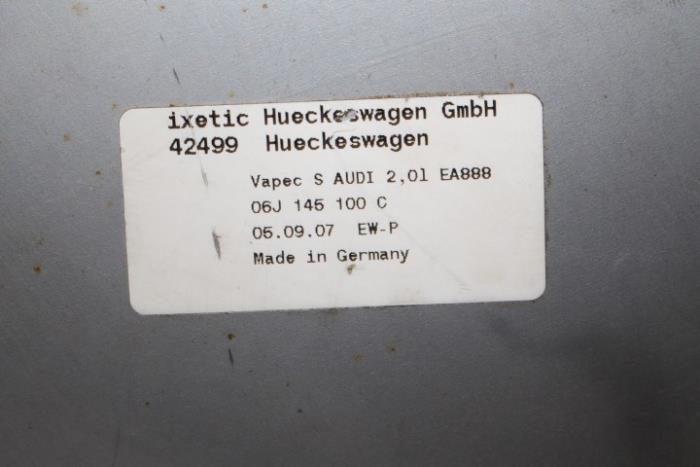 ixetic Hueckeswagen GmbH
42499 Hueckeswagen
Vapec S AUDI 2,0l EA888
06J 145 100 C
05.09.07 EW-P
Made in Germany